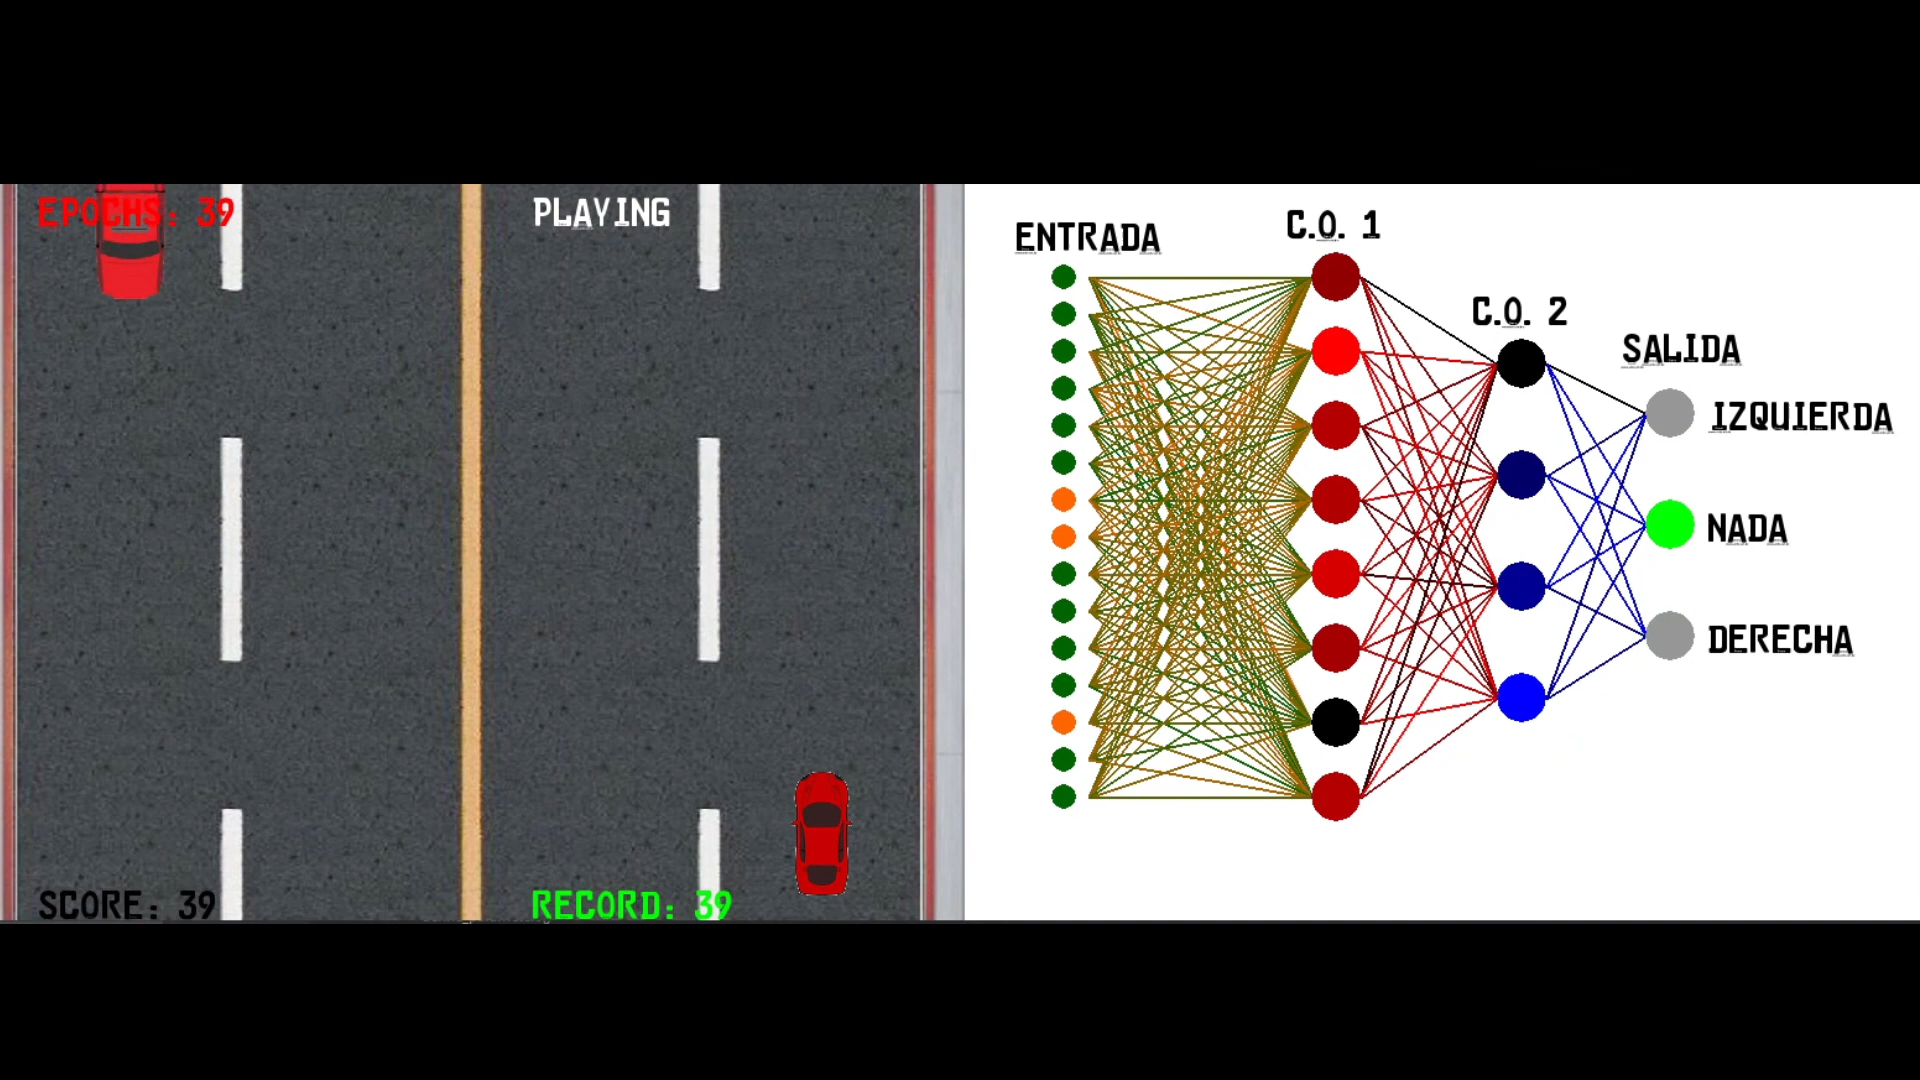 EPOCHS: 39
PLAYING
SCORE: 39
RECORD: 39
ENTRADA
C.O. 1
C.O. 2
SALIDA
IZQUIERDA
NADA
DERECHA